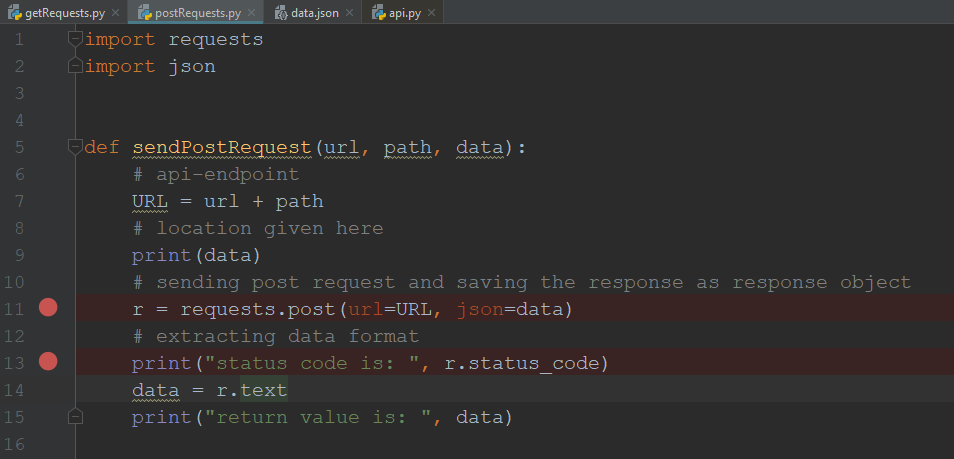 getRequests.py
postRequests.py
data.json
api.py
1 import requests
2 import json
3
4
5 def sendPostRequest(url, path, data):
6 # api-endpoint
7 URL = url + path
8 # location given here
9 print(data)
10 # sending post request and saving the response as response object
11 r = requests.post(url=URL, json=data)
12 # extracting data format
13 print("status code is: ", r.status_code)
14 data = r.text
15 print("return value is: ", data)
16